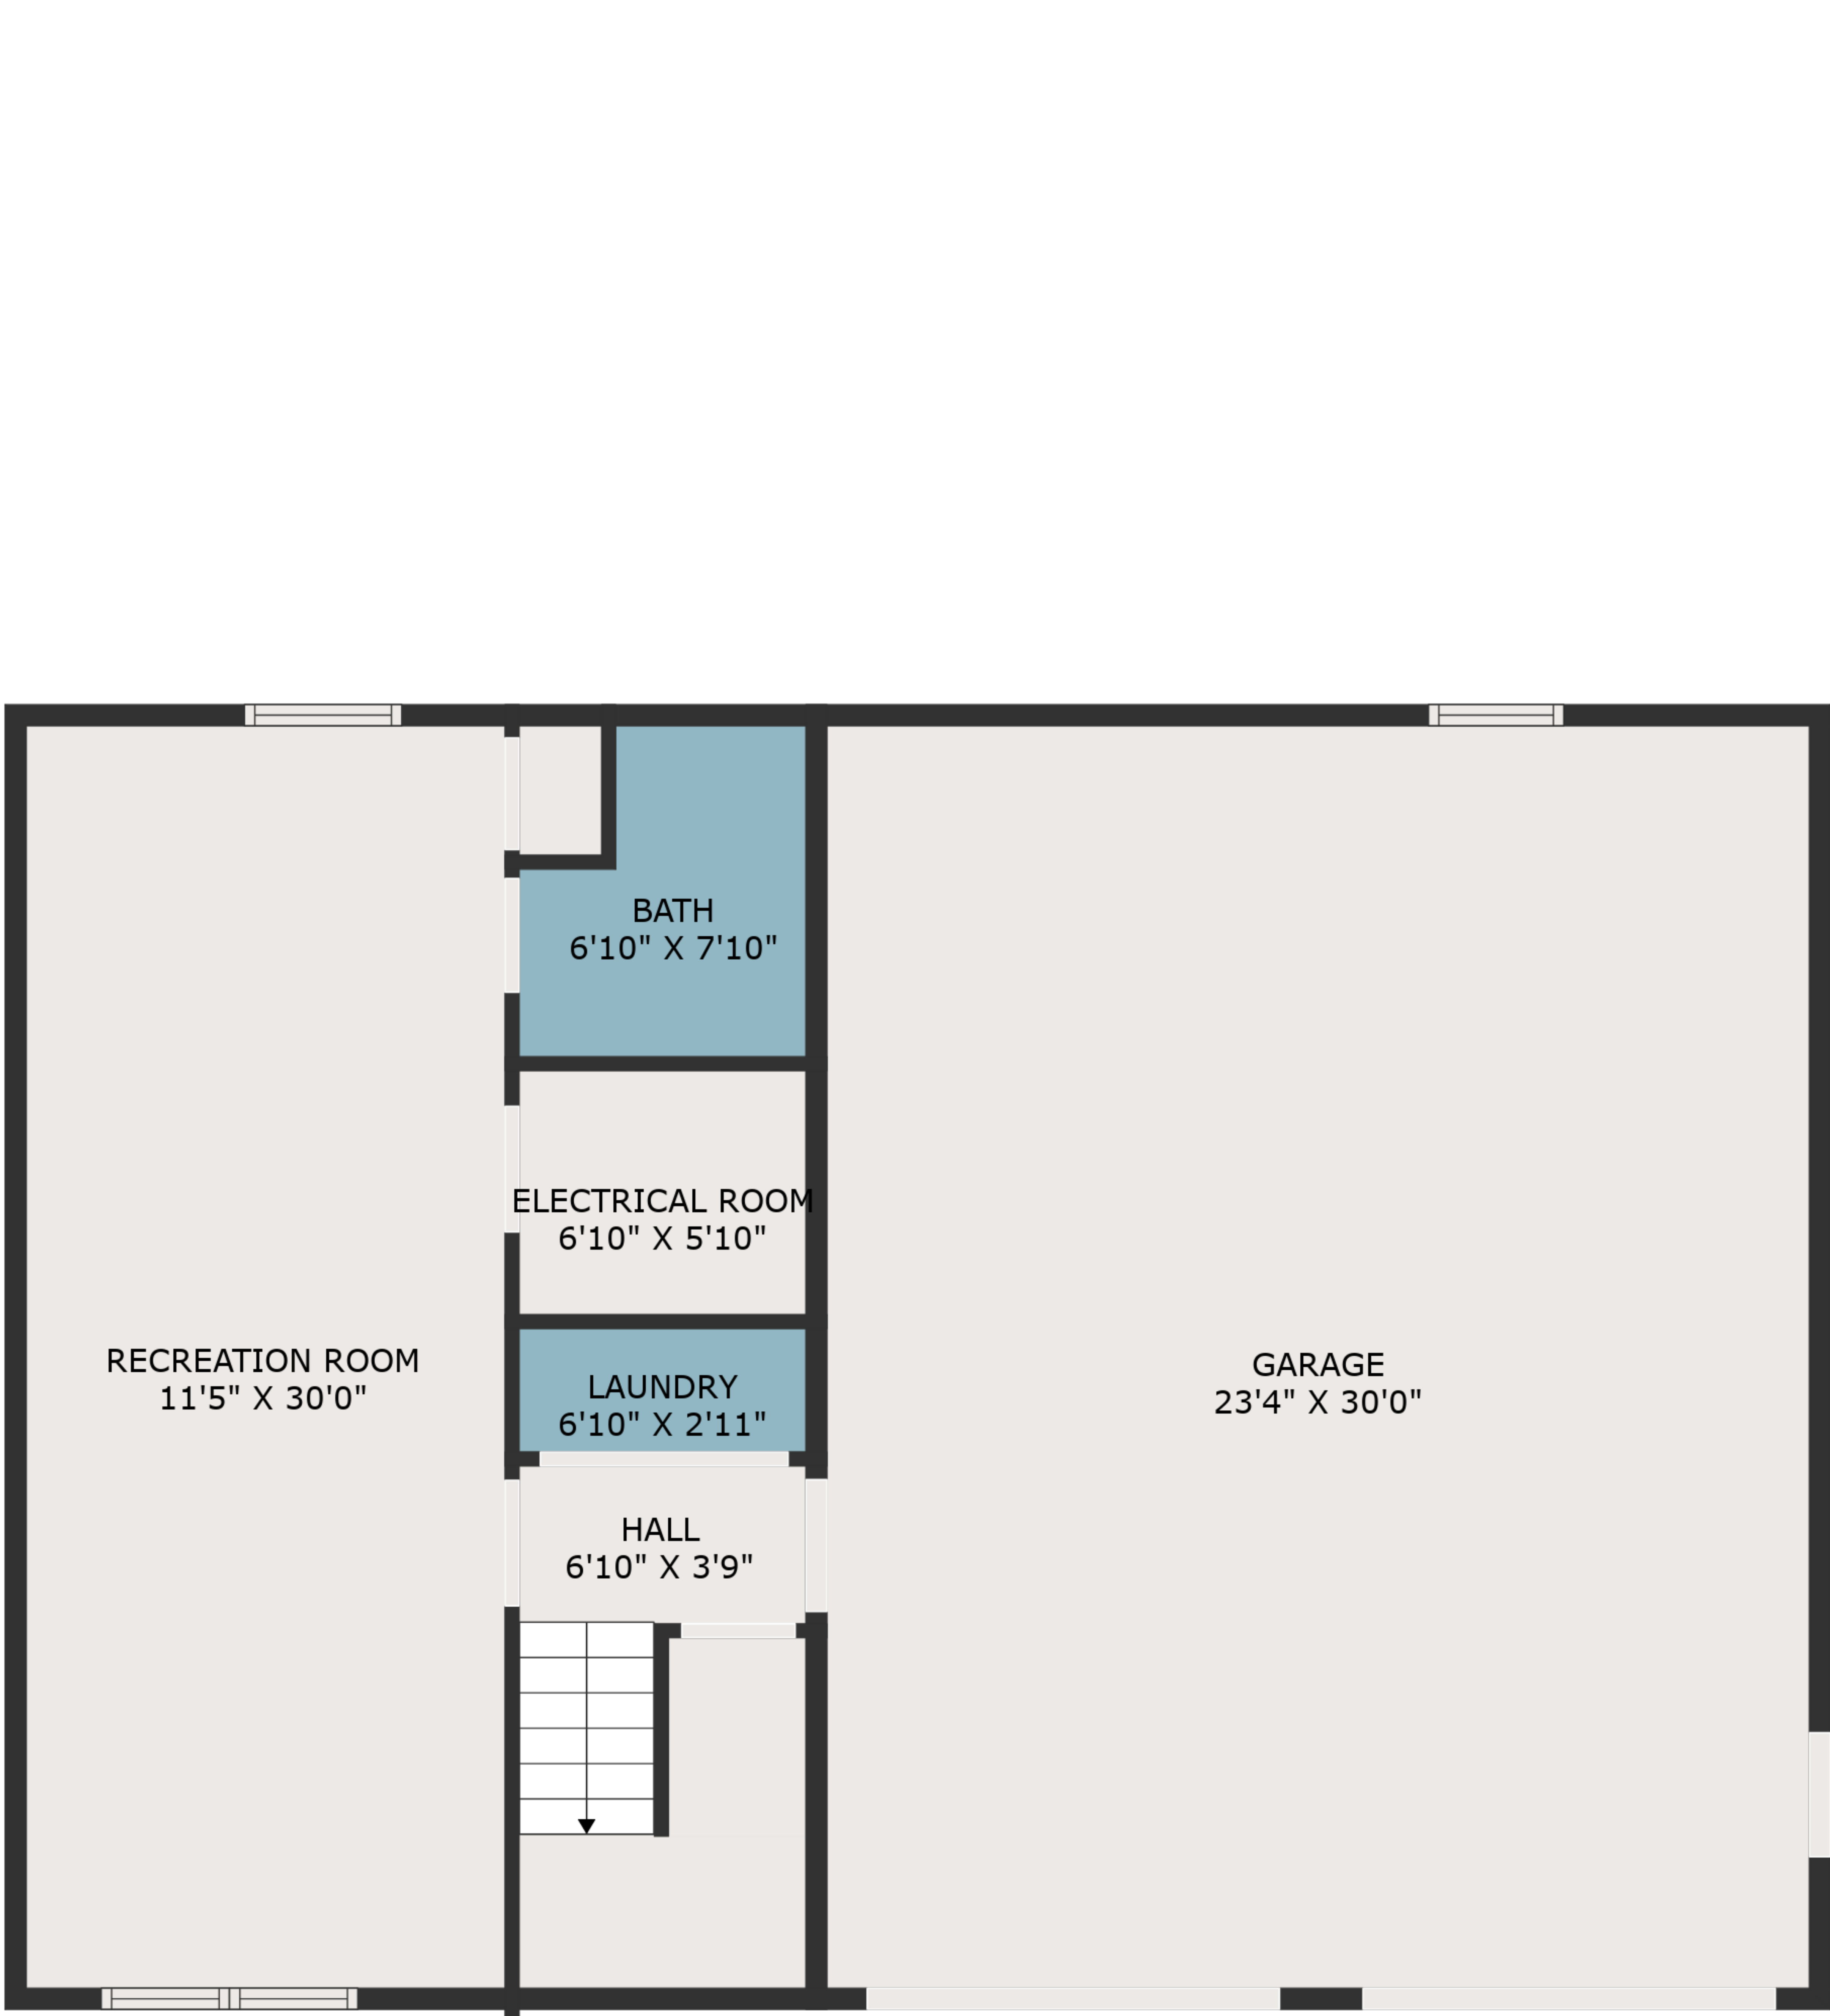 BATH
6'10" X 7'10"
ELECTRICAL ROOM
6'10" X 5'10"
RECREATION ROOM
11'5" X 30'0"
LAUNDRY
6'10" X 2'11"
GARAGE
23'4" X 30'0"
HALL
6'10" X 3'9"